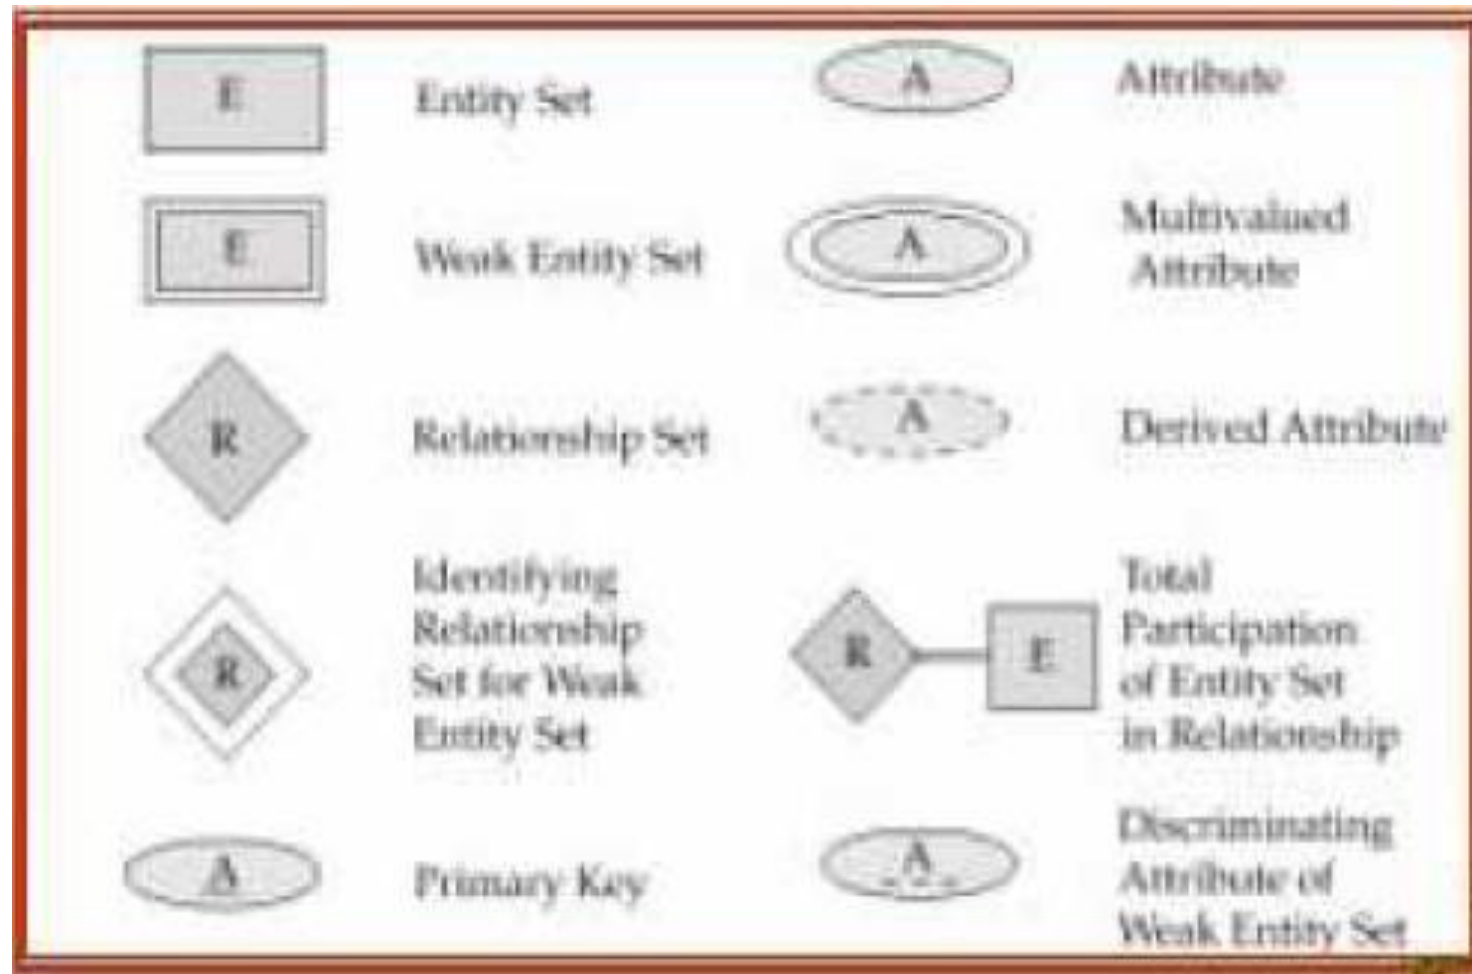 E
Entity Set
A
Attribute
E
Weak Entity Set
A
Multivalued
Attribute
R
Relationship Set
A
Derived Attribute
R
Identifying
Relationship
Set for Weak
Entity Set
R
E
Total
Participation
of Entity Set
in Relationship
A
Primary Key
A
Discriminating
Attribute of
Weak Entity Set